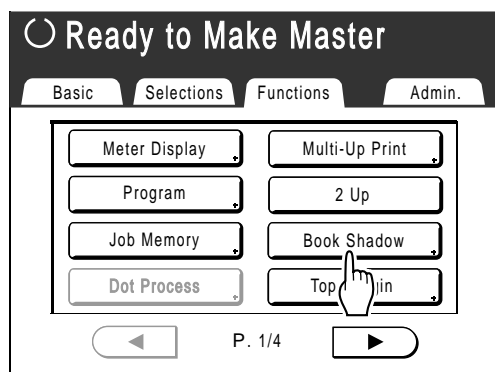 Ready to Make Master
Basic Selections Functions Admin.
Meter Display Multi-Up Print
Program 2 Up
Job Memory Book Shadow
Dot Process Top
P. 1/4